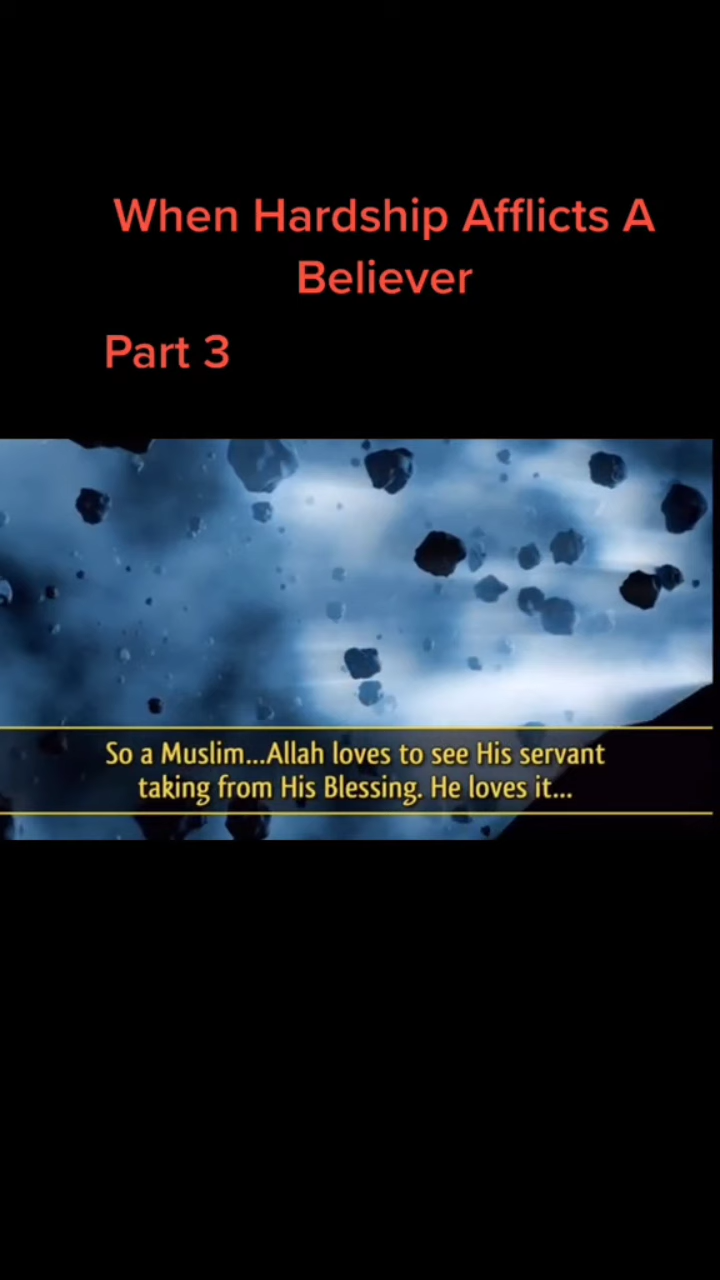 When Hardship Afflicts A
Believer
Part 3
So a Muslim...Allah loves to see His servant
taking from His Blessing. He loves it...